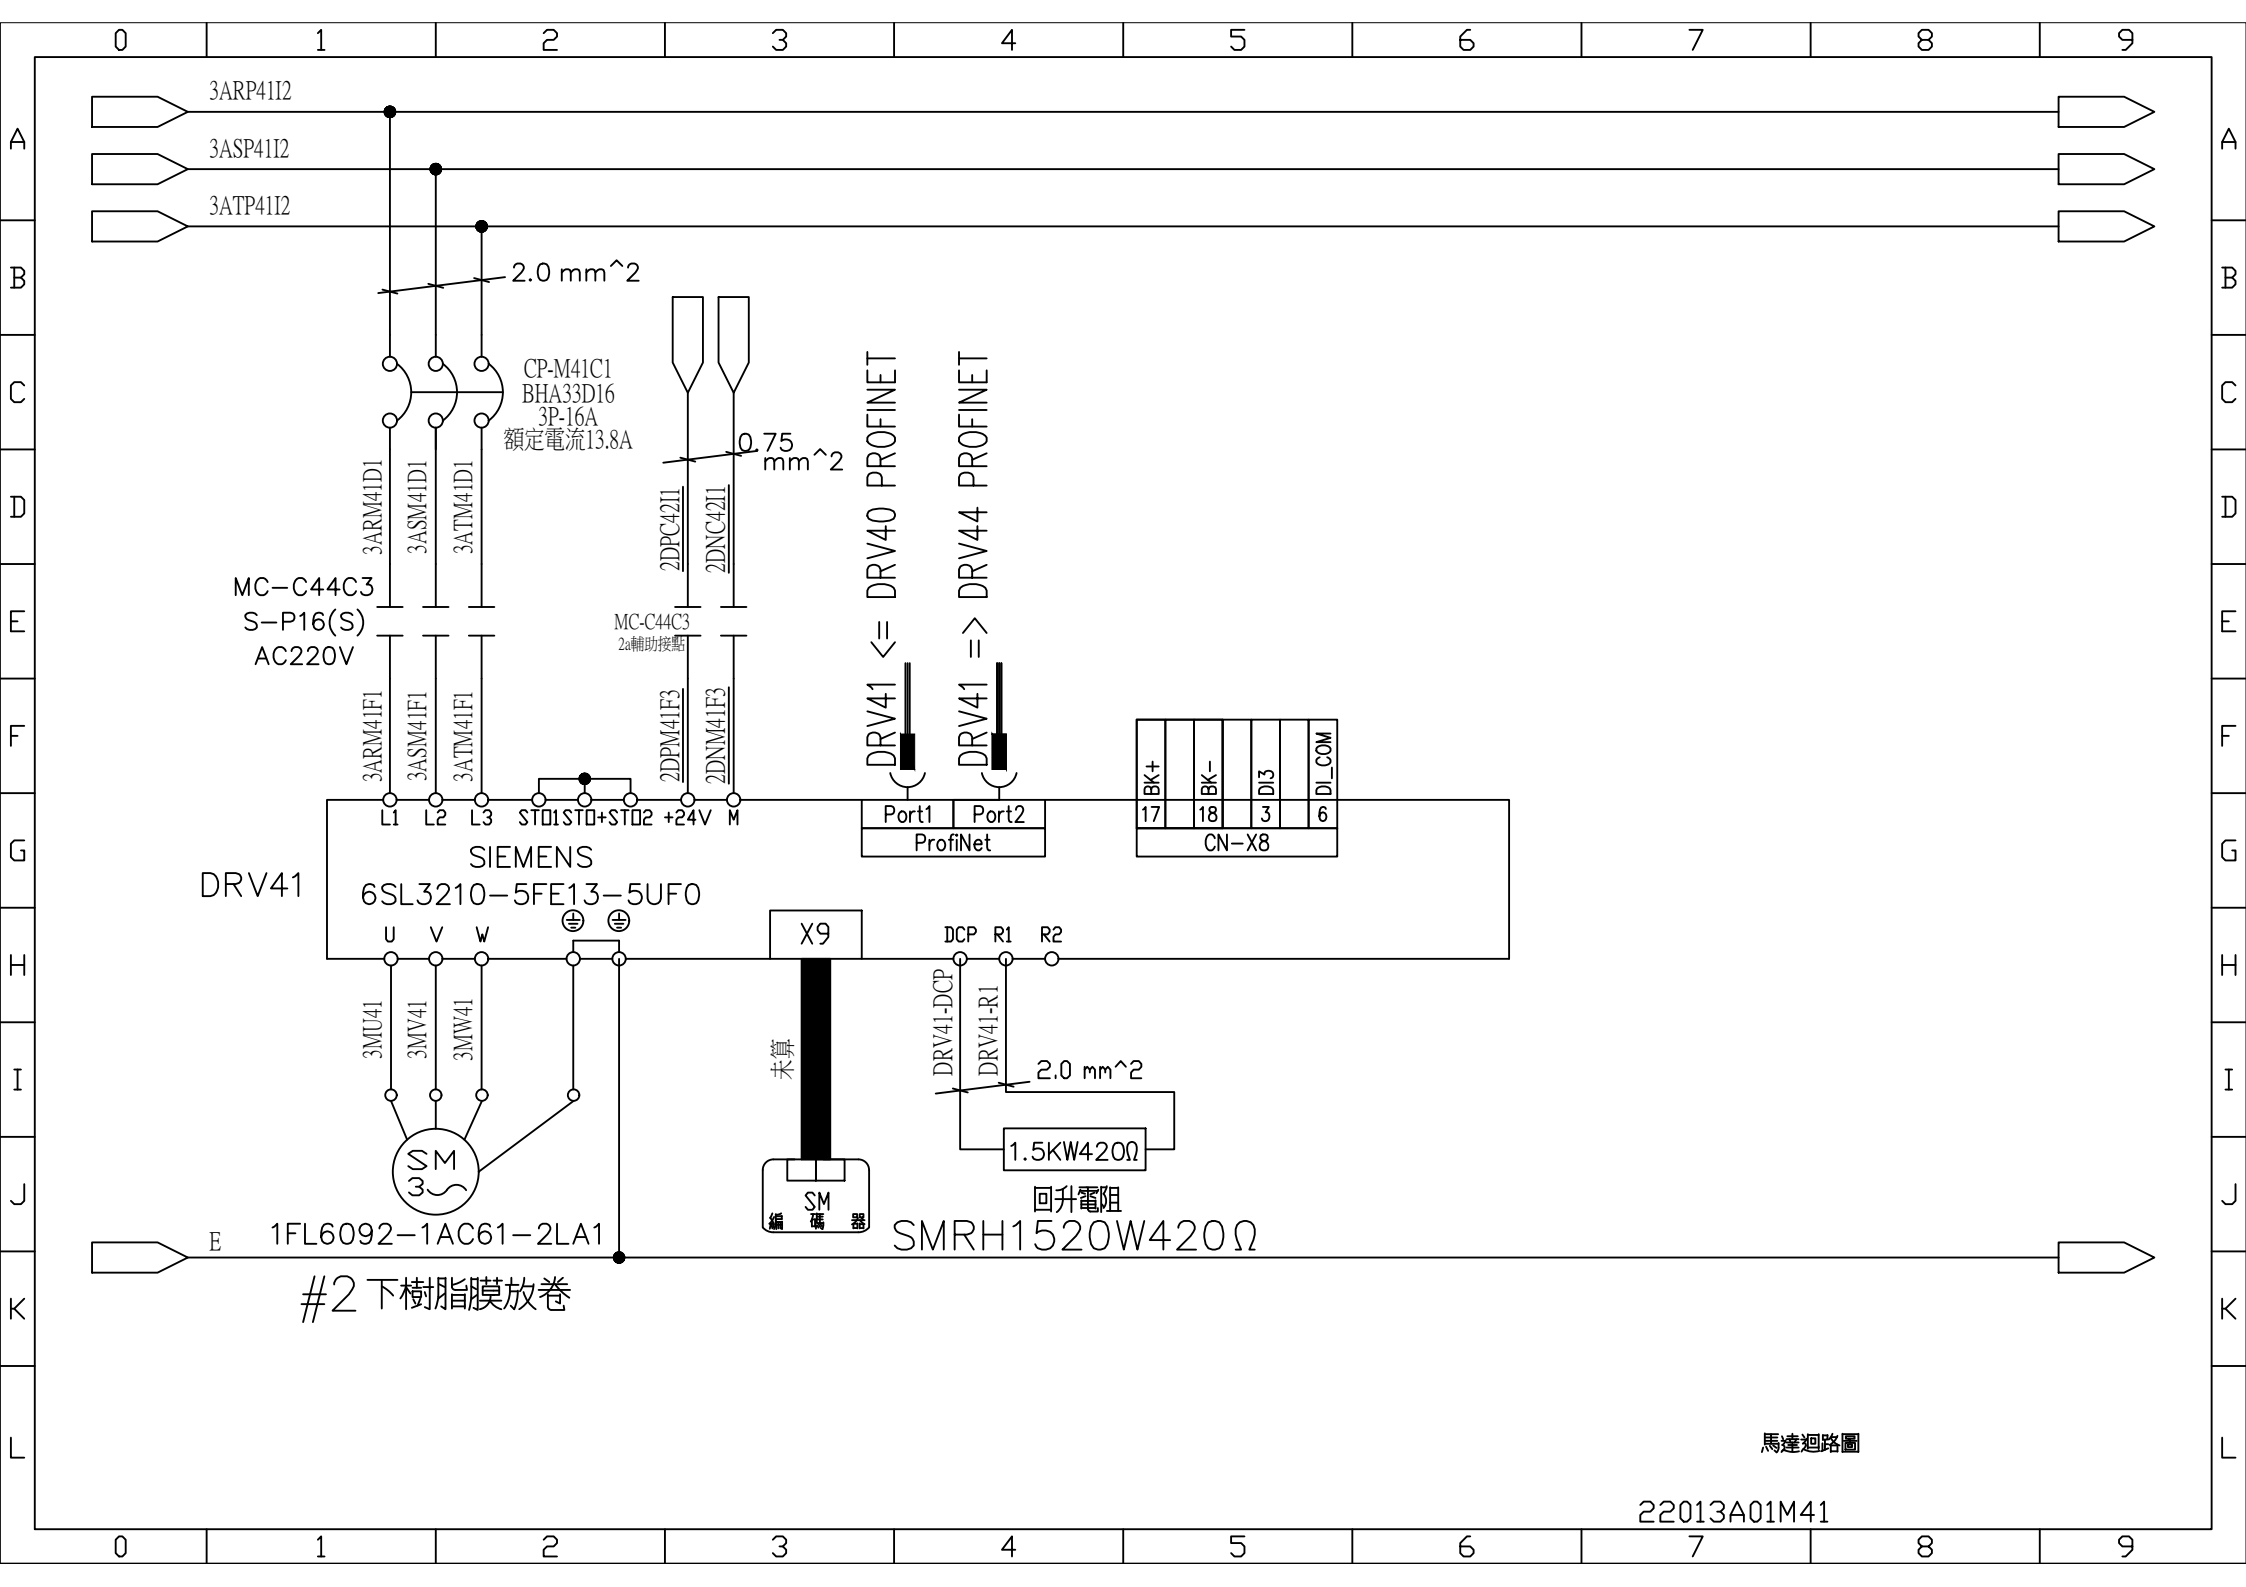 0 1 2 3 4 5 6 7 8 9
3ARP41I2
A A
3ASP41I2
3ATP41I2
B B
2.0 mm^2
C C
CP-M41C1
BHA33D16
3P-16A
額定電流13.8A
0.75
mm^2
D D
3ARM41D1
3ASM41D1
3ATM41D1
2DPC42I1
2DNC42I1
DRV41 <= DRV40 PROFINET
DRV41 => DRV44 PROFINET
MC-C44C3
S-P16(S)
AC220V
E E
MC-C44C3
2a輔助接點
F F
3ARM41F1
3ASM41F1
3ATM41F1
2DPM41F3
2DNM41F3
BK+
BK-
DI3
DI_COM
L1 L2 L3 STO1 STO+ STO2 +24V M
Port1 Port2
17 18 3 6
ProfiNet
CN-X8
G G
SIEMENS
DRV41
6SL3210-5FE13-5UF0
U V W
X9
DCP R1 R2
H H
3MU41
3MV41
3MW41
未算
DRV41-DCP
DRV41-R1
2.0 mm^2
I I
SM
3
1.5KW420Ω
J J
SM
編 碼 器
回升電阻
SMRH1520W420Ω
E
1FL6092-1AC61-2LA1
#2下樹脂膜放卷
K K
馬達迴路圖
L L
22013A01M41
0 1 2 3 4 5 6 7 8 9